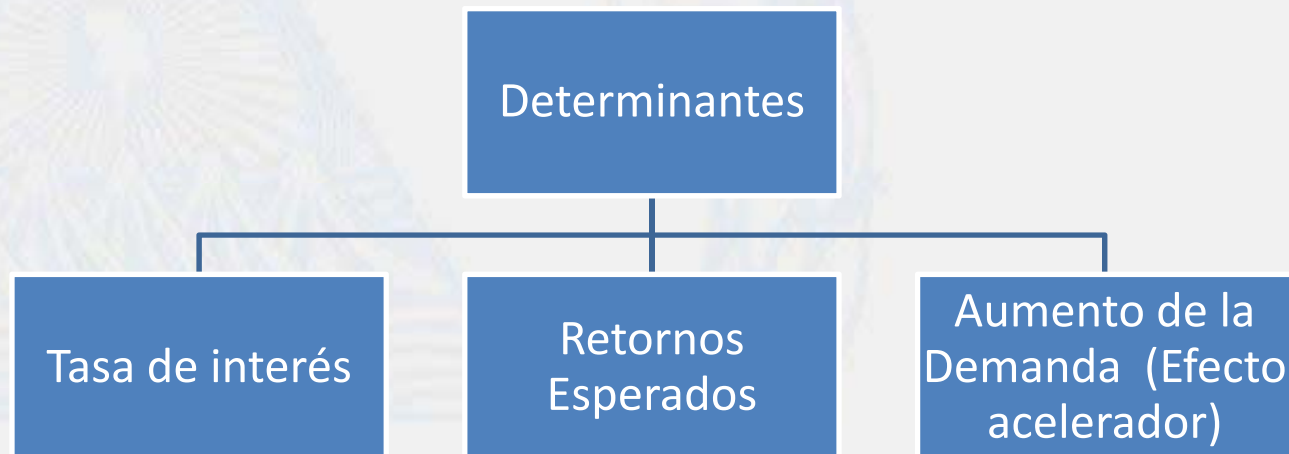 Determinantes
Tasa de interés
Retornos
Esperados
Aumento de la
Demanda (Efecto
acelerador)